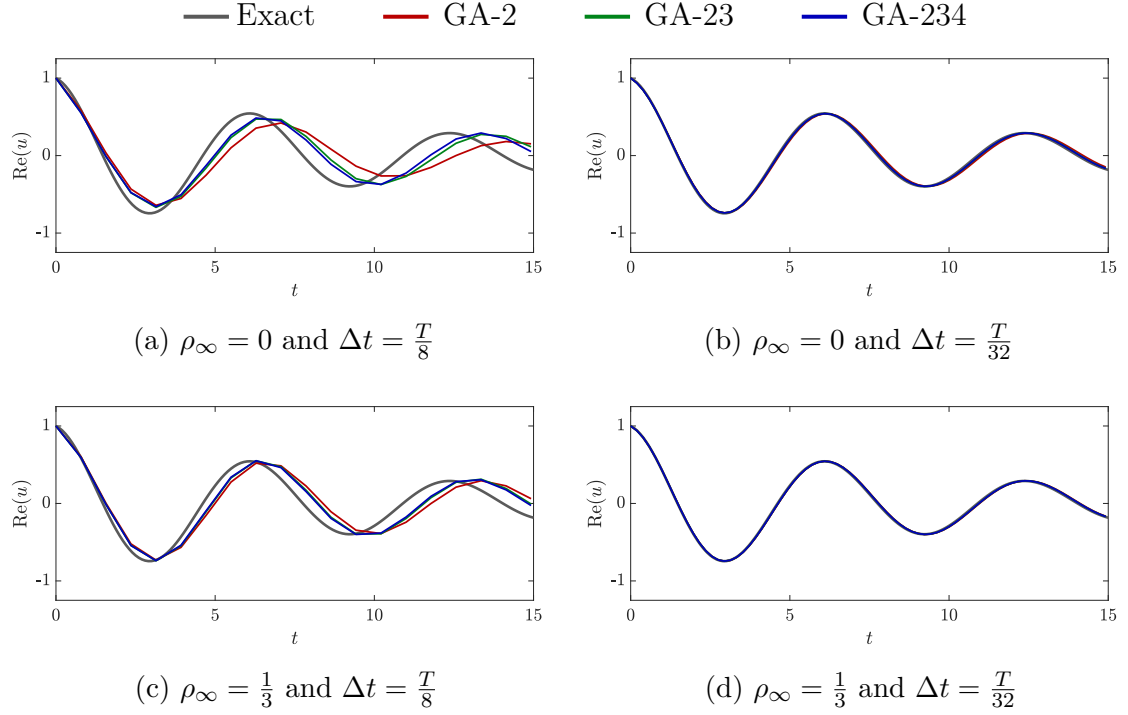 Exact GA-2 GA-23 GA-234
1
0
-1
Re(u)
0 5 10 15
t
(a) ρ∞ = 0 and Δt = T/8
1
0
-1
Re(u)
0 5 10 15
t
(b) ρ∞ = 0 and Δt = T/32
1
0
-1
Re(u)
0 5 10 15
t
(c) ρ∞ = 1/3 and Δt = T/8
1
0
-1
Re(u)
0 5 10 15
t
(d) ρ∞ = 1/3 and Δt = T/32